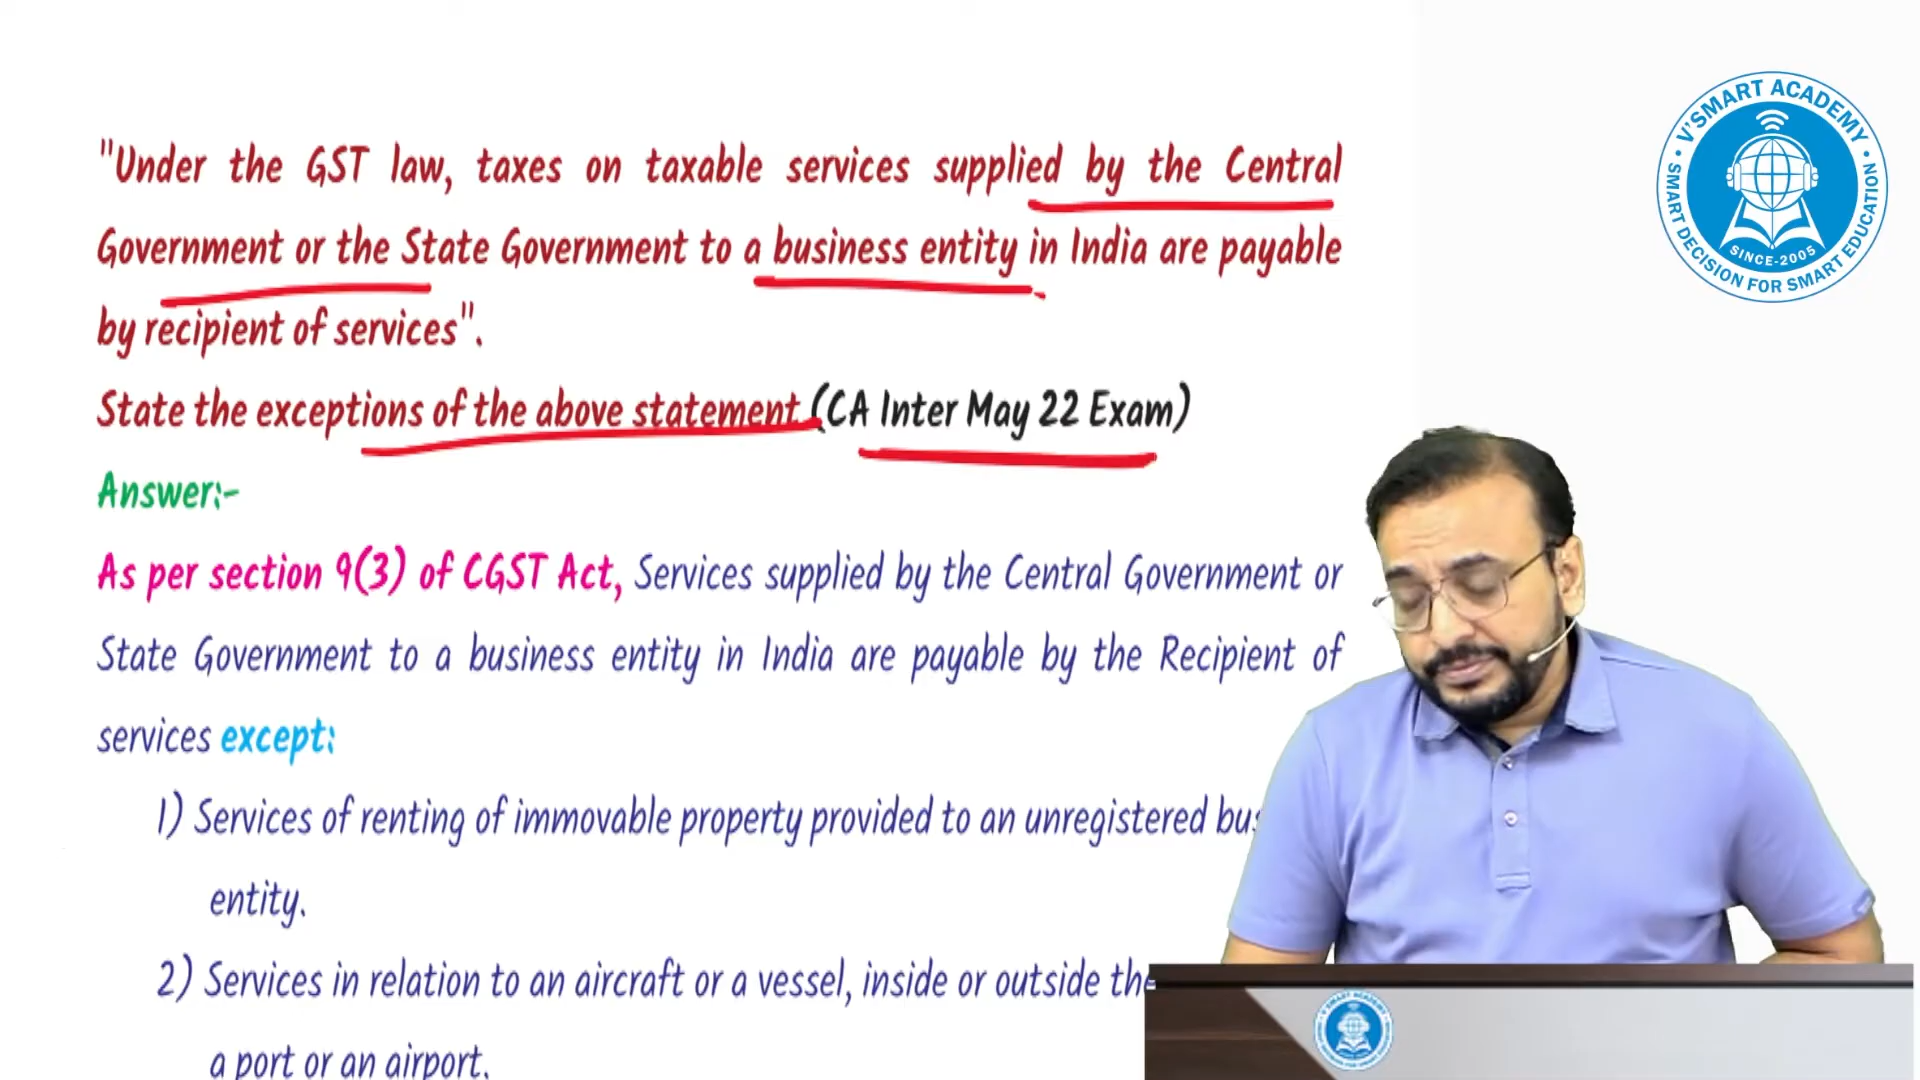 "Under the GST law, taxes on taxable services supplied by the Central
Government or the State Government to a business entity in India are payable
by recipient of services".
State the exceptions of the above statement (CA Inter May 22 Exam)
Answer:-
As per section 9(3) of CGST Act, Services supplied by the Central Government or
State Government to a business entity in India are payable by the Recipient of
services except:
1) Services of renting of immovable property provided to an unregistered
entity.
2) Services in relation to an aircraft or a vessel, inside or outside the
a port or an airport.
V'SMART ACADEMY
SINCE-2005
SMART DECISION FOR SMART EDUCATION